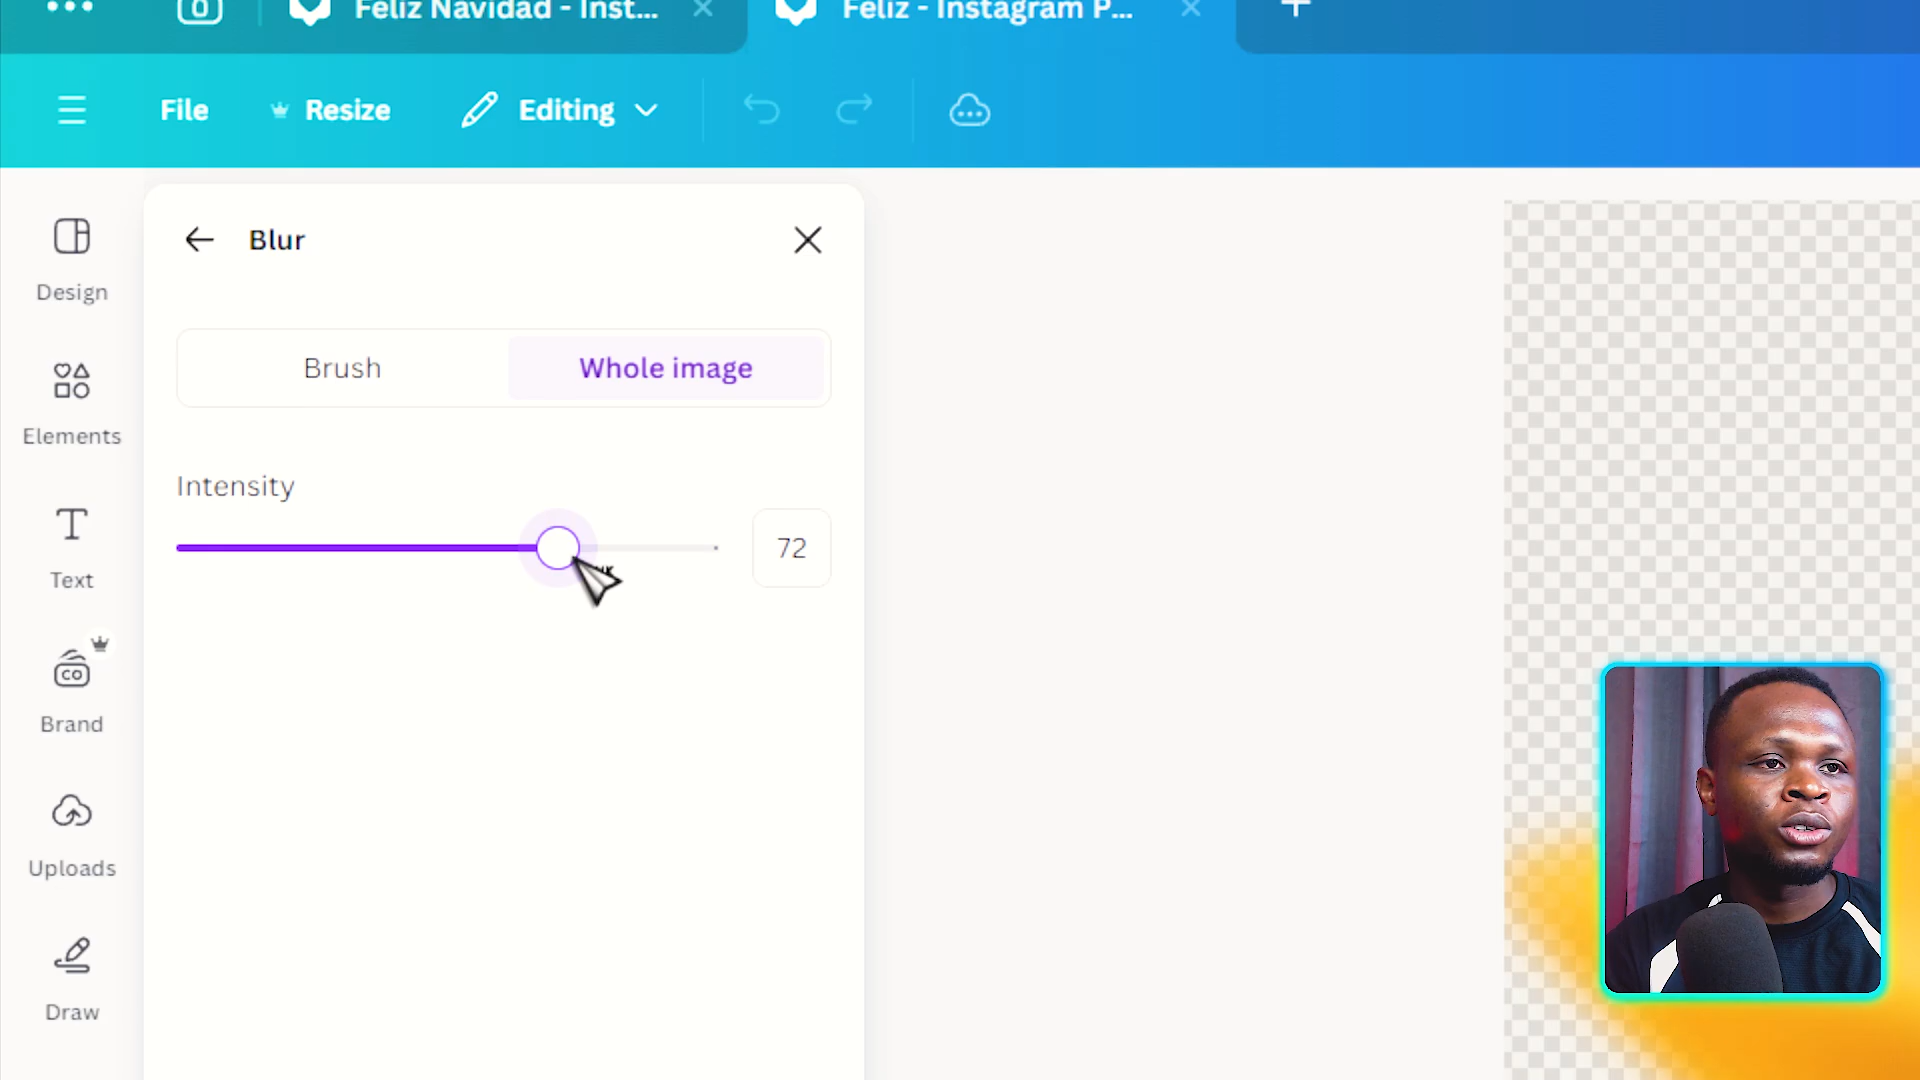 Feliz Navidad - Inst...
Feliz - Instagram P...
File
Resize
Editing
Design
Elements
Text
Brand
Uploads
Draw
Blur
Brush
Whole image
Intensity
72